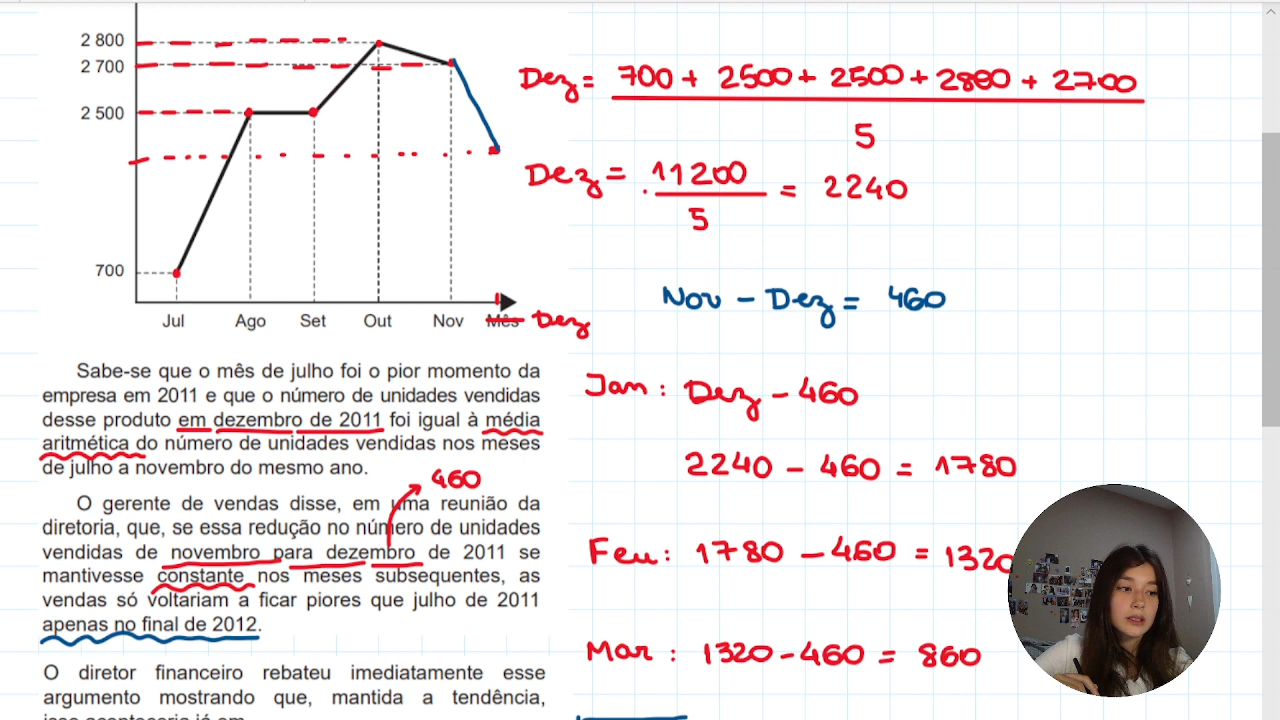 2 800
2 700
2 500
700
Jul Ago Set Out Nov Mês Dez
Sabe-se que o mês de julho foi o pior momento da
empresa em 2011 e que o número de unidades vendidas
desse produto em dezembro de 2011 foi igual à média
aritmética do número de unidades vendidas nos meses
de julho a novembro do mesmo ano.
460
O gerente de vendas disse, em uma reunião da
diretoria, que, se essa redução no número de unidades
vendidas de novembro para dezembro de 2011 se
mantivesse constante nos meses subsequentes, as
vendas só voltariam a ficar piores que julho de 2011
apenas no final de 2012.
O diretor financeiro rebateu imediatamente esse
argumento mostrando que, mantida a tendência,
isso aconteceria já em
Dez = 700 + 2500 + 2500 + 2800 + 2700
5
Dez = 11200 = 2240
5
Nov - Dez = 460
Jan : Dez - 460
2240 - 460 = 1780
Feu : 1780 - 460 = 1320
Mar : 1320 - 460 = 860